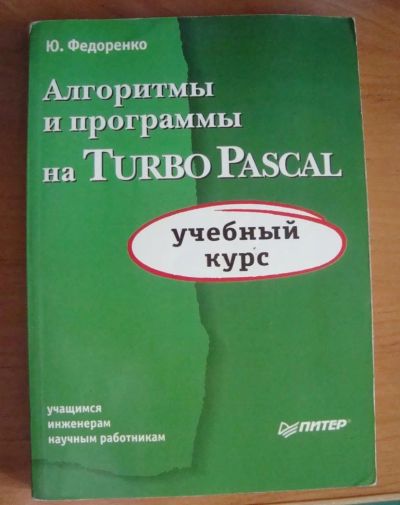 Ю. Федоренко
Алгоритмы
и программы
на TURBO PASCAL
учебный
курс
учащимся
инженерам
научным работникам
ПИТЕР